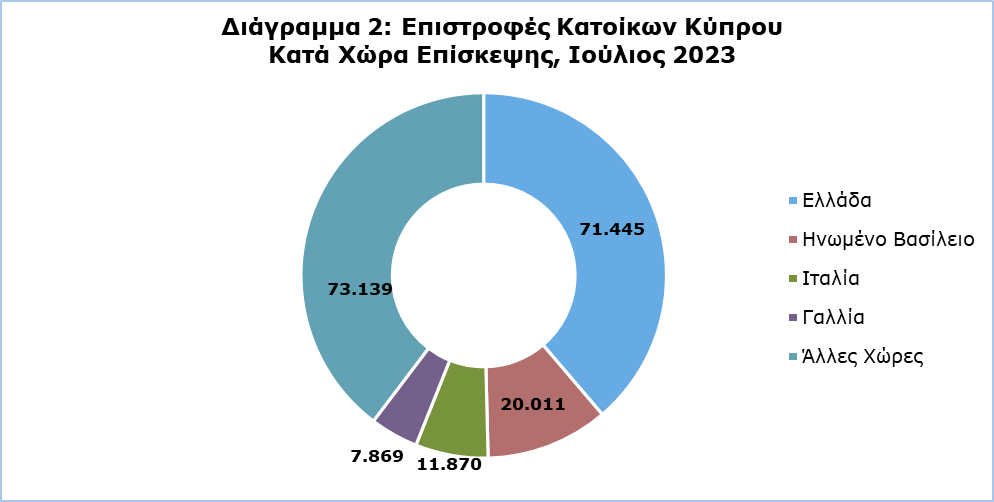 Διάγραμμα 2: Επιστροφές Κατοίκων Κύπρου
Κατά Χώρα Επίσκεψης, Ιούλιος 2023
71.445
73.139
20.011
7.869
11.870
Ελλάδα
Ηνωμένο Βασίλειο
Ιταλία
Γαλλία
Άλλες Χώρες